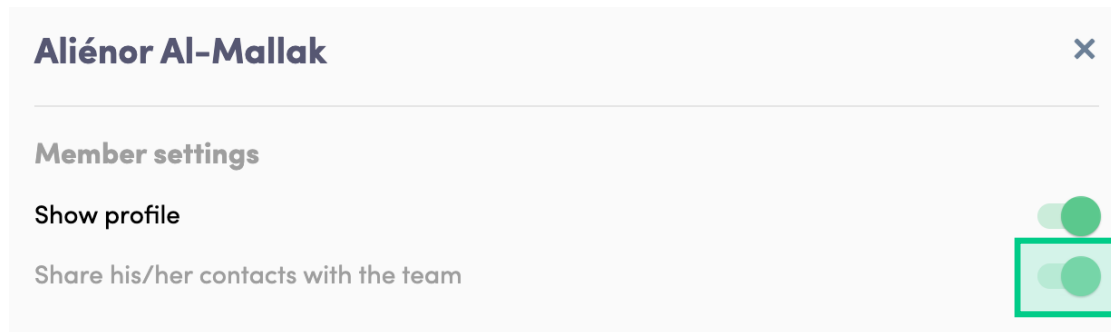 Aliénor Al-Mallak
Member settings
Show profile
Share his/her contacts with the team